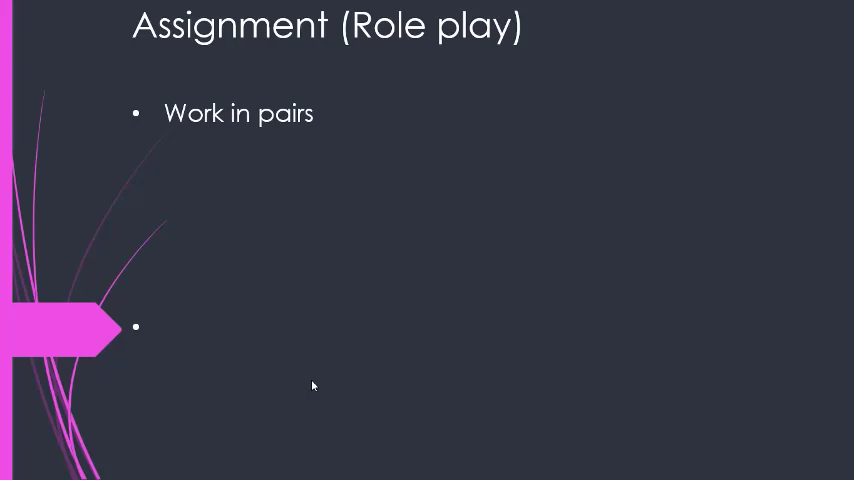 Assignment (Role play)
• Work in pairs
•